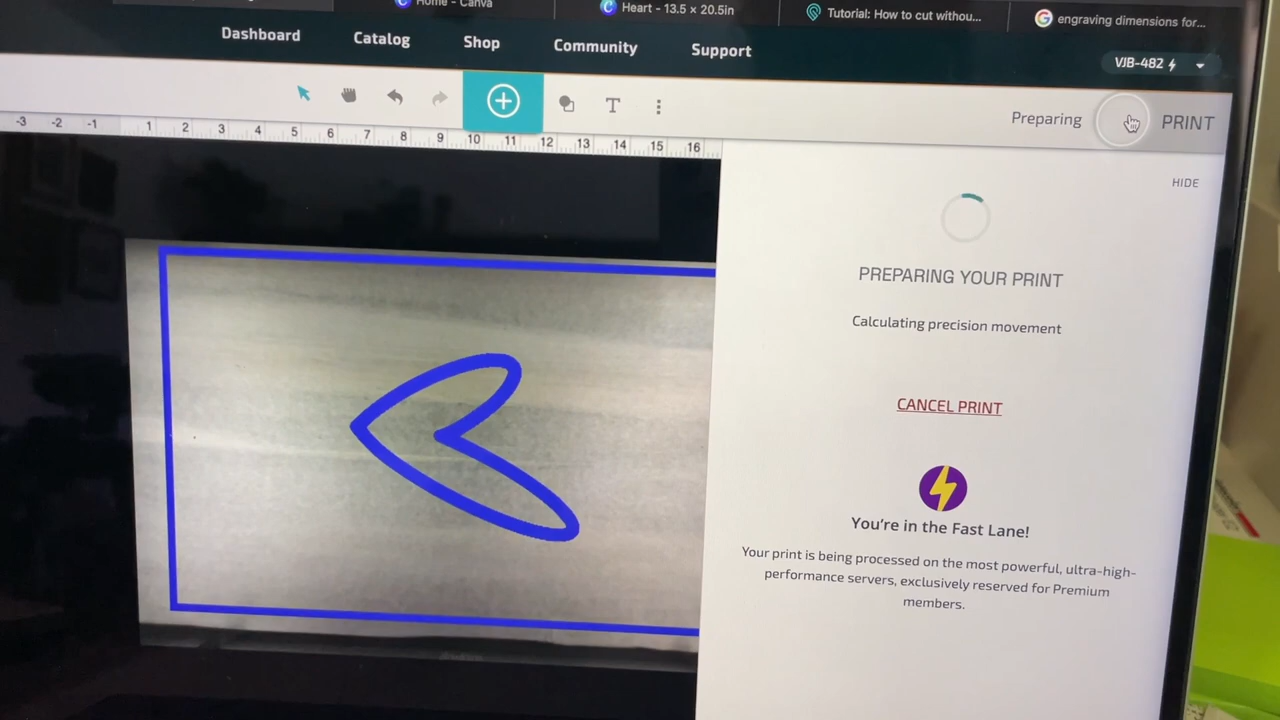 Home - Canva
Heart - 13.5 x 20.5in
Tutorial: How to cut withou...
engraving dimensions for...
Dashboard
Catalog
Shop
Community
Support
VJB-482
Preparing
PRINT
-3 -2 -1 1 2 3 4 5 6 7 8 9 10 11 12 13 14 15 16
HIDE
PREPARING YOUR PRINT
Calculating precision movement
CANCEL PRINT
You're in the Fast Lane!
Your print is being processed on the most powerful, ultra-high-
performance servers, exclusively reserved for Premium
members.